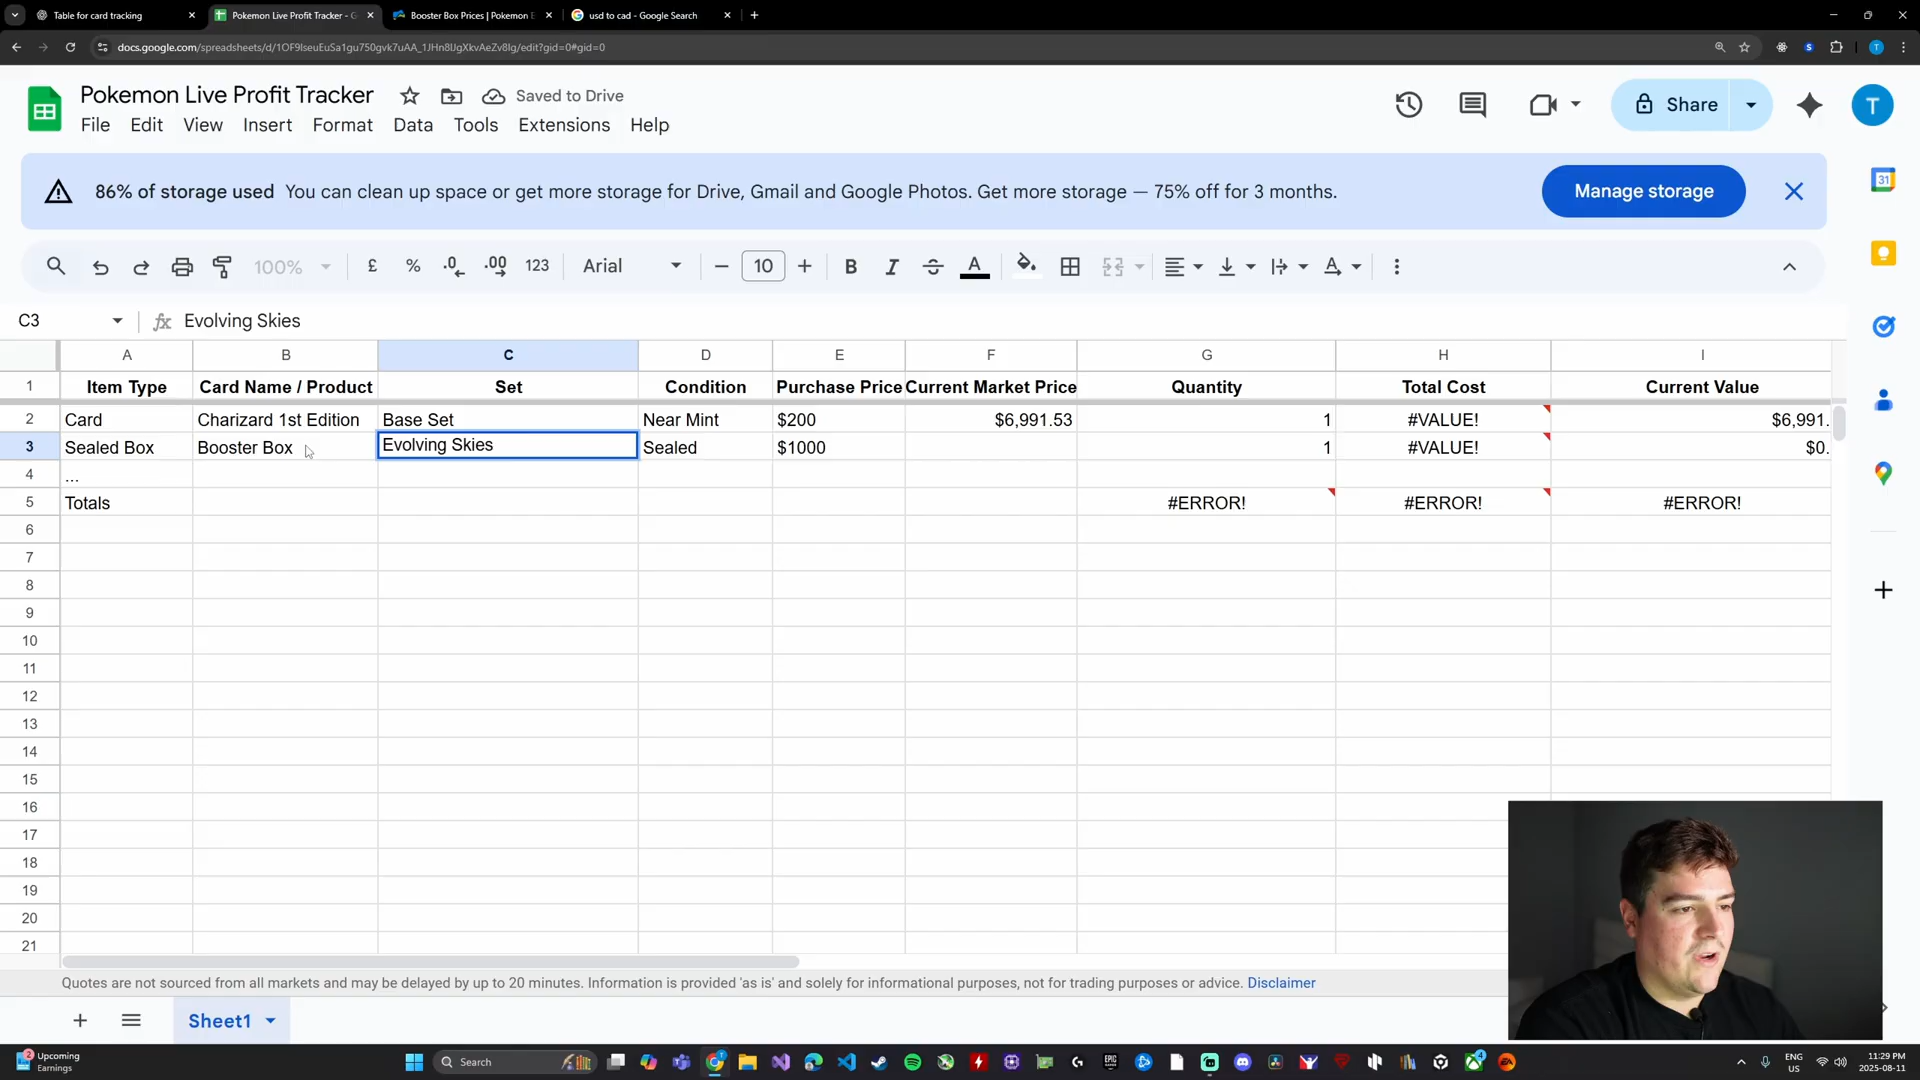 Table for card tracking
Pokemon Live Profit Tracker - G
Booster Box Prices | Pokemon E
usd to cad - Google Search
docs.google.com/spreadsheets/d/1OF9IseuEuSa1gu750gvk7uAA_1JHn8lJgXkvAeZv8Ig/edit?gid=0#gid=0
T
Pokemon Live Profit Tracker
Saved to Drive
File Edit View Insert Format Data Tools Extensions Help
Share
T
86% of storage used You can clean up space or get more storage for Drive, Gmail and Google Photos. Get more storage — 75% off for 3 months.
Manage storage
31
100% £ % .0 .00 123 Arial 10 B I A A
C3 fx Evolving Skies
A B C D E F G H I
1 Item Type Card Name / Product Set Condition Purchase Price Current Market Price Quantity Total Cost Current Value
2 Card Charizard 1st Edition Base Set Near Mint $200 $6,991.53 1 #VALUE! $6,991.
3 Sealed Box Booster Box Evolving Skies Sealed $1000 1 #VALUE! $0.
4 ...
5 Totals #ERROR! #ERROR! #ERROR!
6
7
8
9
10
11
12
13
14
15
16
17
18
19
20
21
Quotes are not sourced from all markets and may be delayed by up to 20 minutes. Information is provided 'as is' and solely for informational purposes, not for trading purposes or advice. Disclaimer
Sheet1
2 Upcoming
Earnings
Search
ENG
US
11:29 PM
2025-08-11